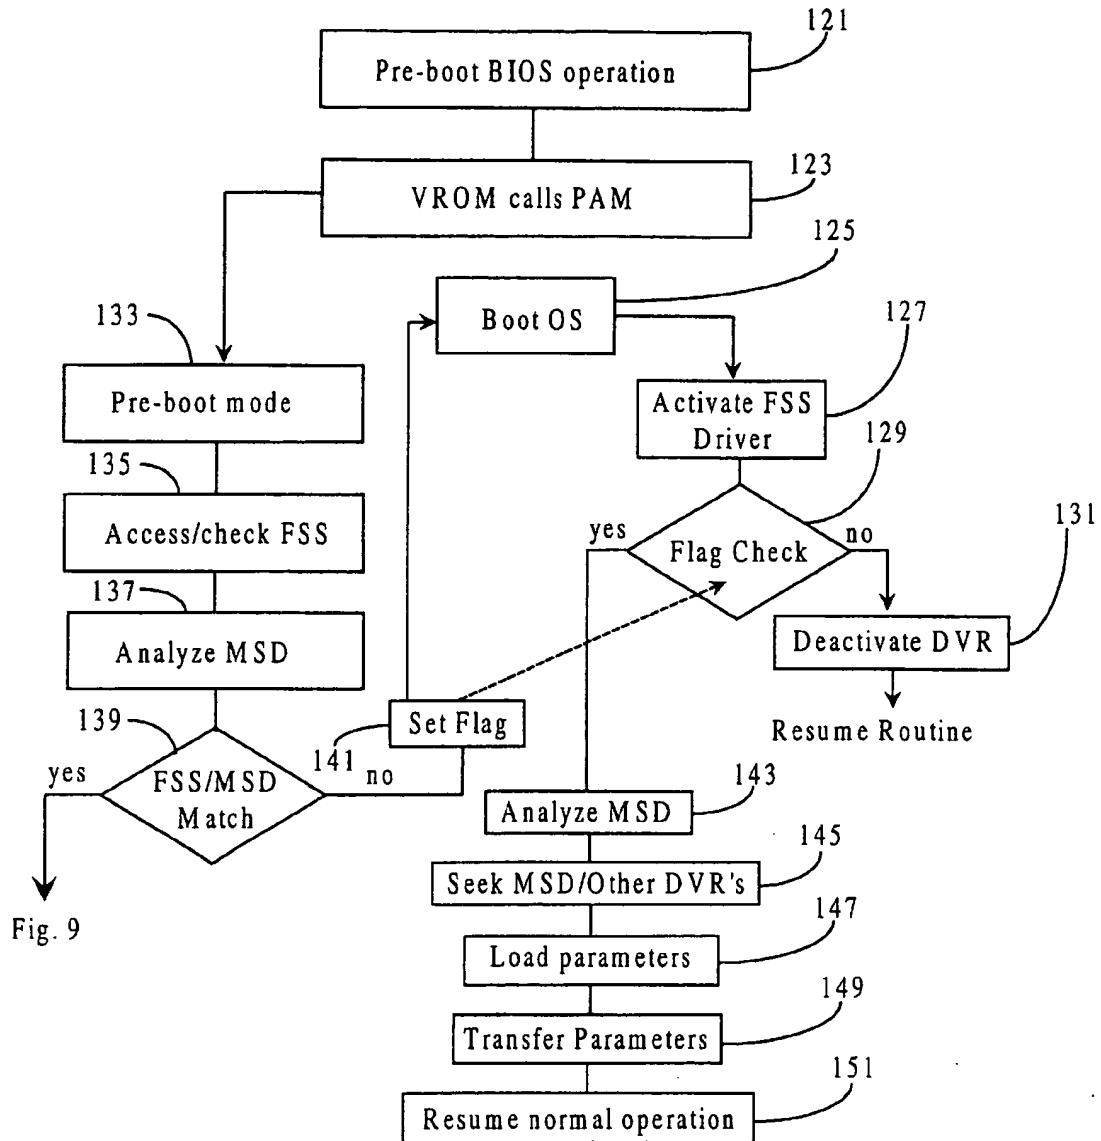 121
Pre-boot BIOS operation
123
VROM calls PAM
125
Boot OS
133
127
Pre-boot mode
Activate FSS
Driver
129
135
Access/check FSS
yes
no
131
Flag Check
137
Analyze MSD
Deactivate DVR
139
Set Flag
Resume Routine
141
yes
no
FSS/MSD
Match
143
Analyze MSD
145
Seek MSD/Other DVR's
Fig. 9
147
Load parameters
149
Transfer Parameters
151
Resume normal operation